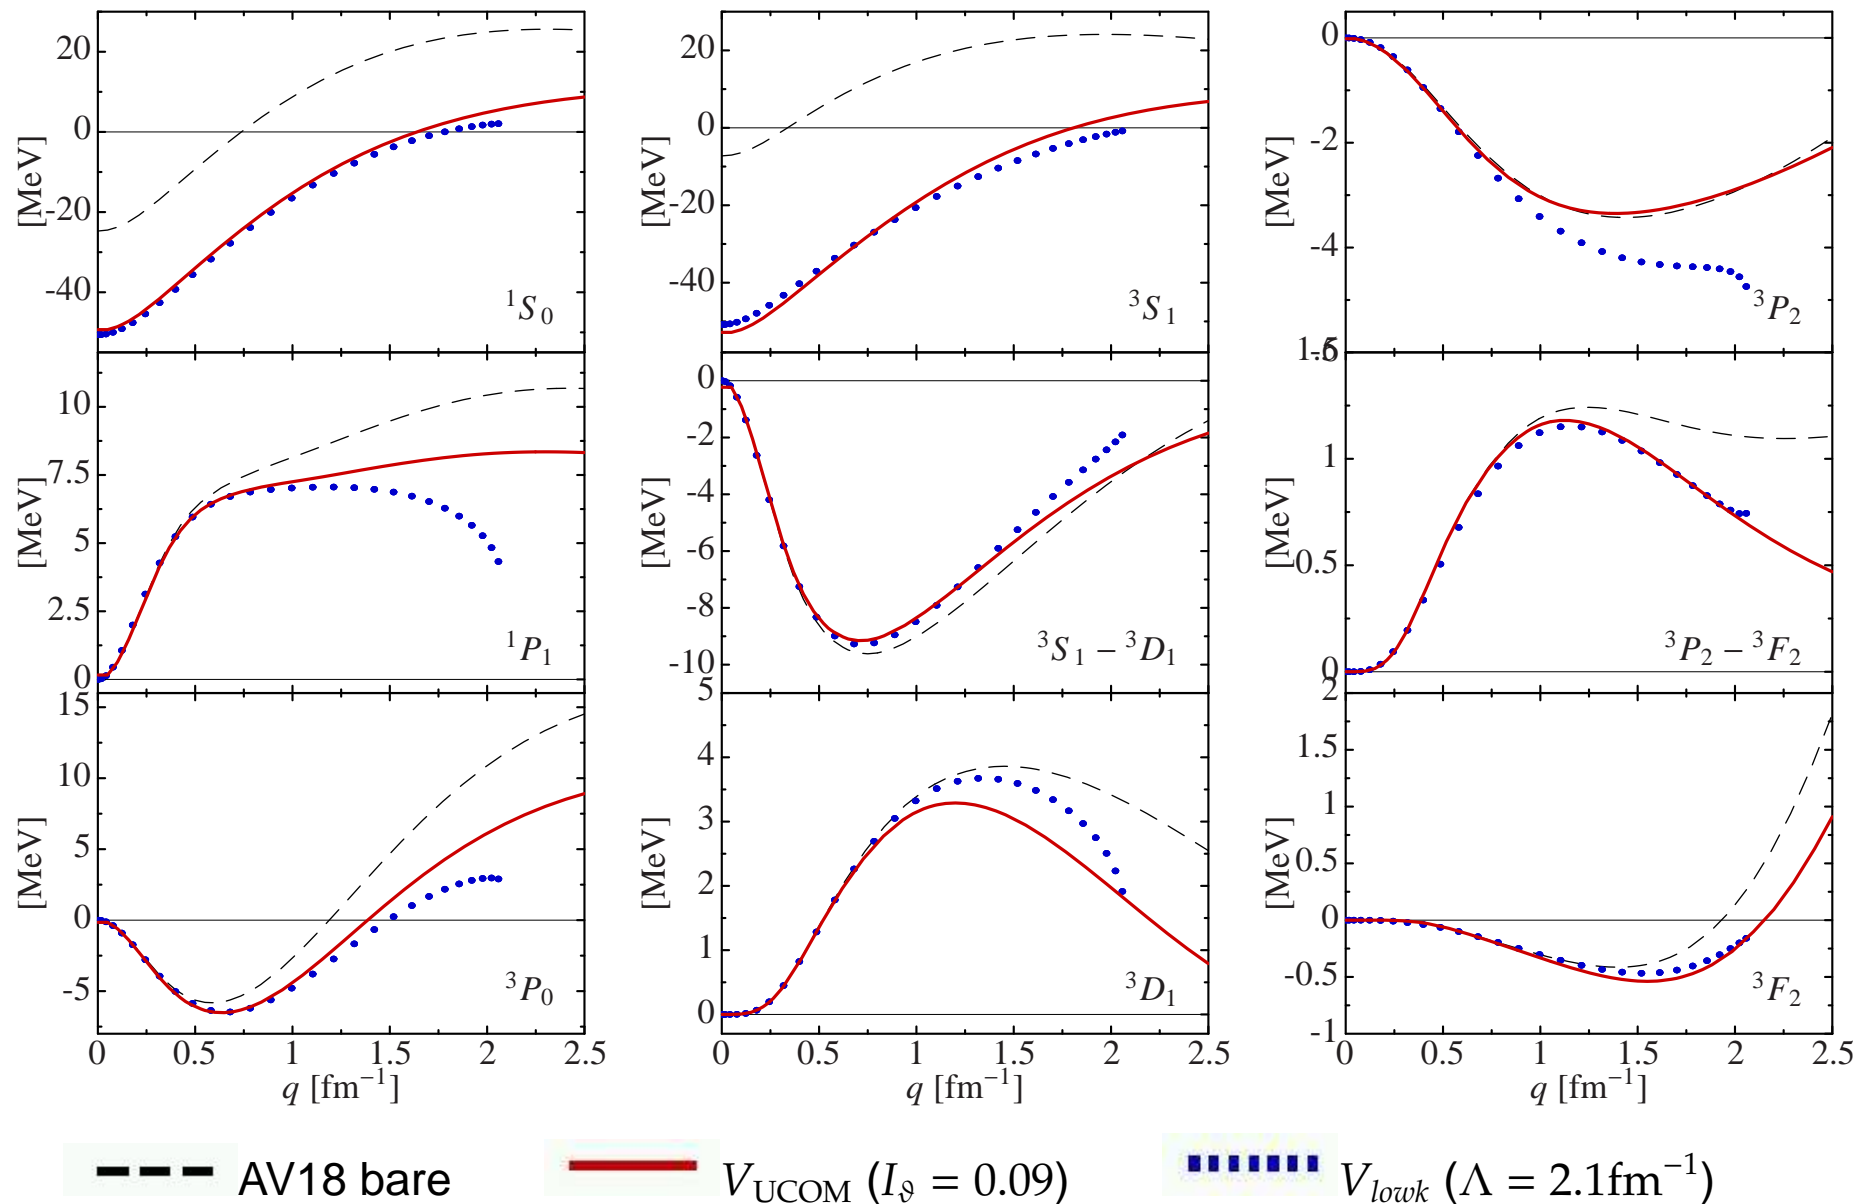 20
0
-20
-40
[MeV]
¹S₀
20
0
-20
-40
[MeV]
³S₁
0
-2
-4
-6
[MeV]
³P₂
10
7.5
5
2.5
0
[MeV]
¹P₁
0
-2
-4
-6
-8
-10
[MeV]
³S₁ – ³D₁
1.5
1
0.5
0
[MeV]
³P₂ – ³F₂
15
10
5
0
-5
[MeV]
³P₀
0 0.5 1 1.5 2 2.5
q [fm⁻¹]
5
4
3
2
1
0
[MeV]
³D₁
0 0.5 1 1.5 2 2.5
q [fm⁻¹]
2
1.5
1
0.5
0
-0.5
-1
[MeV]
³F₂
0 0.5 1 1.5 2 2.5
q [fm⁻¹]
AV18 bare
V_UCOM (I_ϑ = 0.09)
V_lowk (Λ = 2.1fm⁻¹)